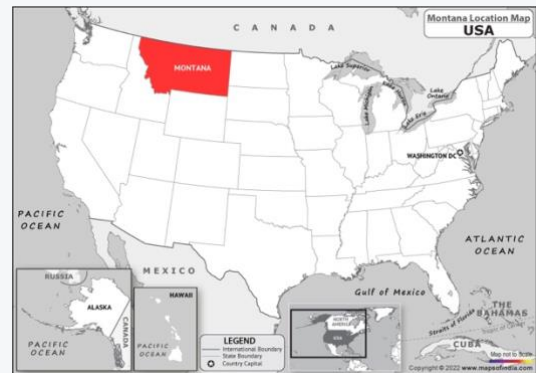 Montana Location Map
USA
CANADA
MONTANA
Lake Superior
Lake Michigan
Lake Ontario
Lake Erie
WASHINGTON DC
PACIFIC
OCEAN
ATLANTIC
OCEAN
MEXICO
Gulf of Mexico
THE
BAHAMAS
Straits of Florida
CUBA
RUSSIA
ALASKA
CANADA
PACIFIC
OCEAN
HAWAII
PACIFIC
OCEAN
LEGEND
International Boundary
State Boundary
Country Capital
NORTH
AMERICA
USA
Map not to Scale
Copyright © 2022 www.mapsofindia.com